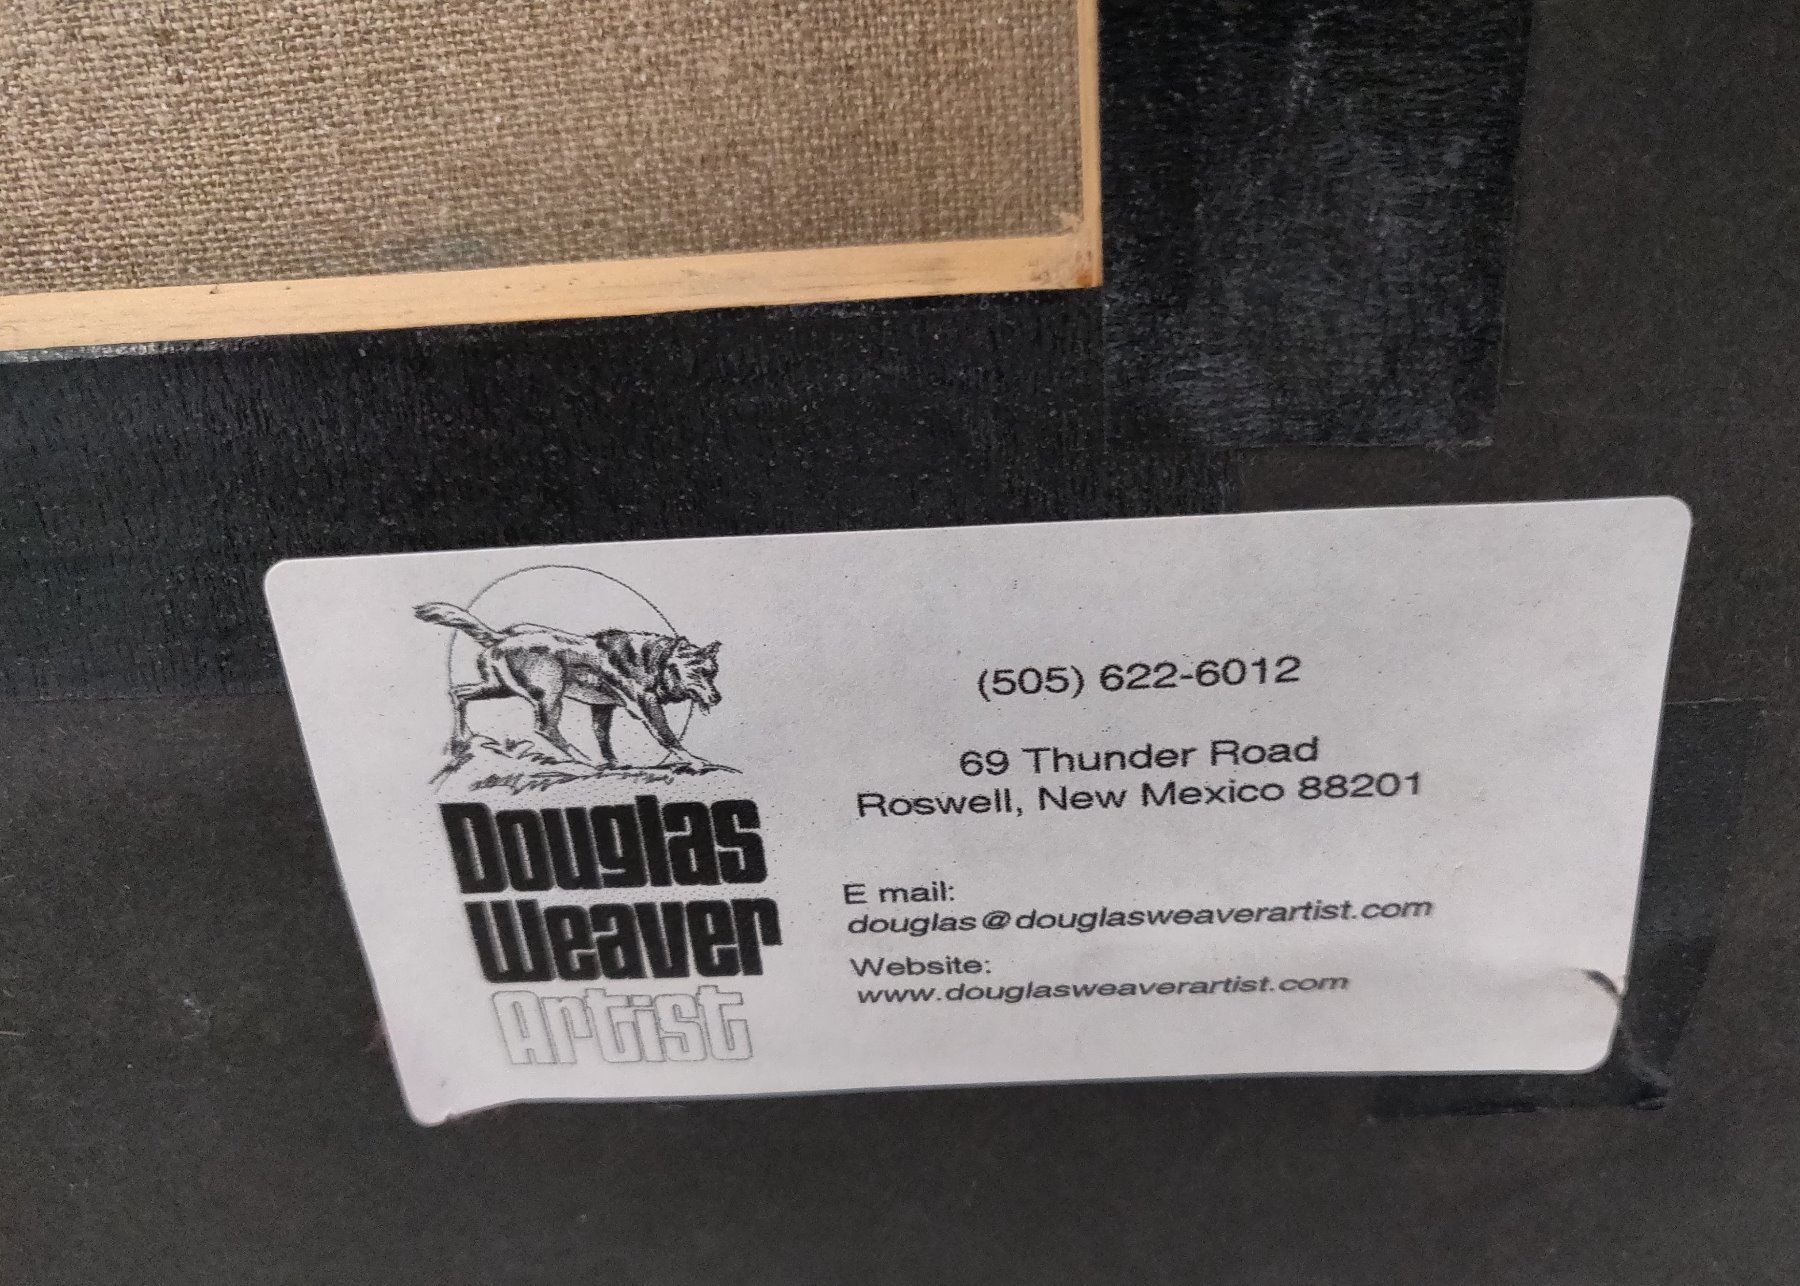 Douglas
Weaver
Artist
(505) 622-6012
69 Thunder Road
Roswell, New Mexico 88201
E mail:
douglas@douglasweaverartist.com
Website:
www.douglasweaverartist.com